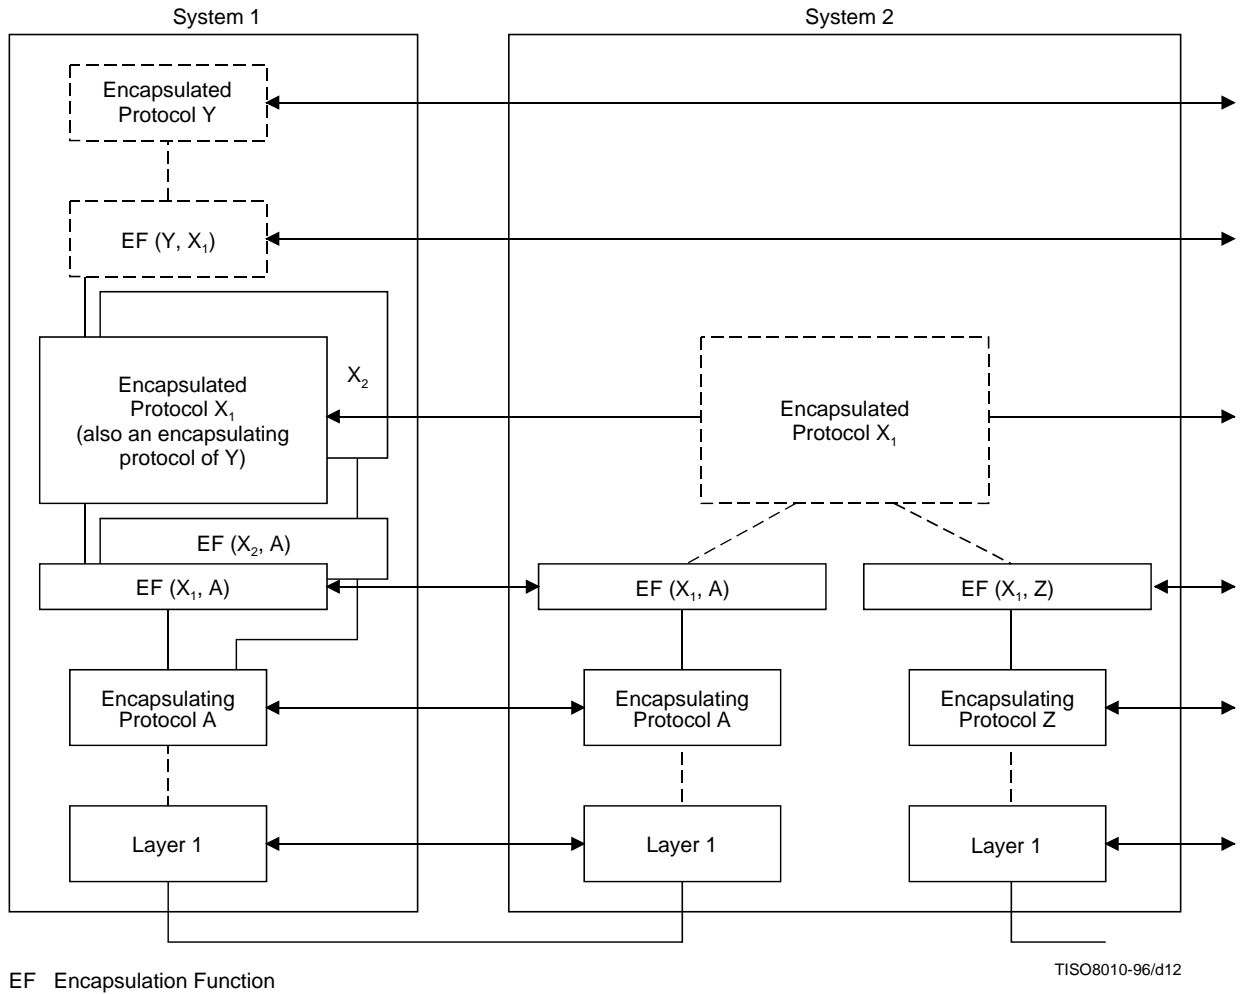 System 1
System 2
Encapsulated
Protocol Y
EF (Y, X₁)
X₂
Encapsulated
Protocol X₁
(also an encapsulating
protocol of Y)
Encapsulated
Protocol X₁
EF (X₂, A)
EF (X₁, A)
EF (X₁, A)
EF (X₁, Z)
Encapsulating
Protocol A
Encapsulating
Protocol A
Encapsulating
Protocol Z
Layer 1
Layer 1
Layer 1
TISO8010-96/d12
EF Encapsulation Function